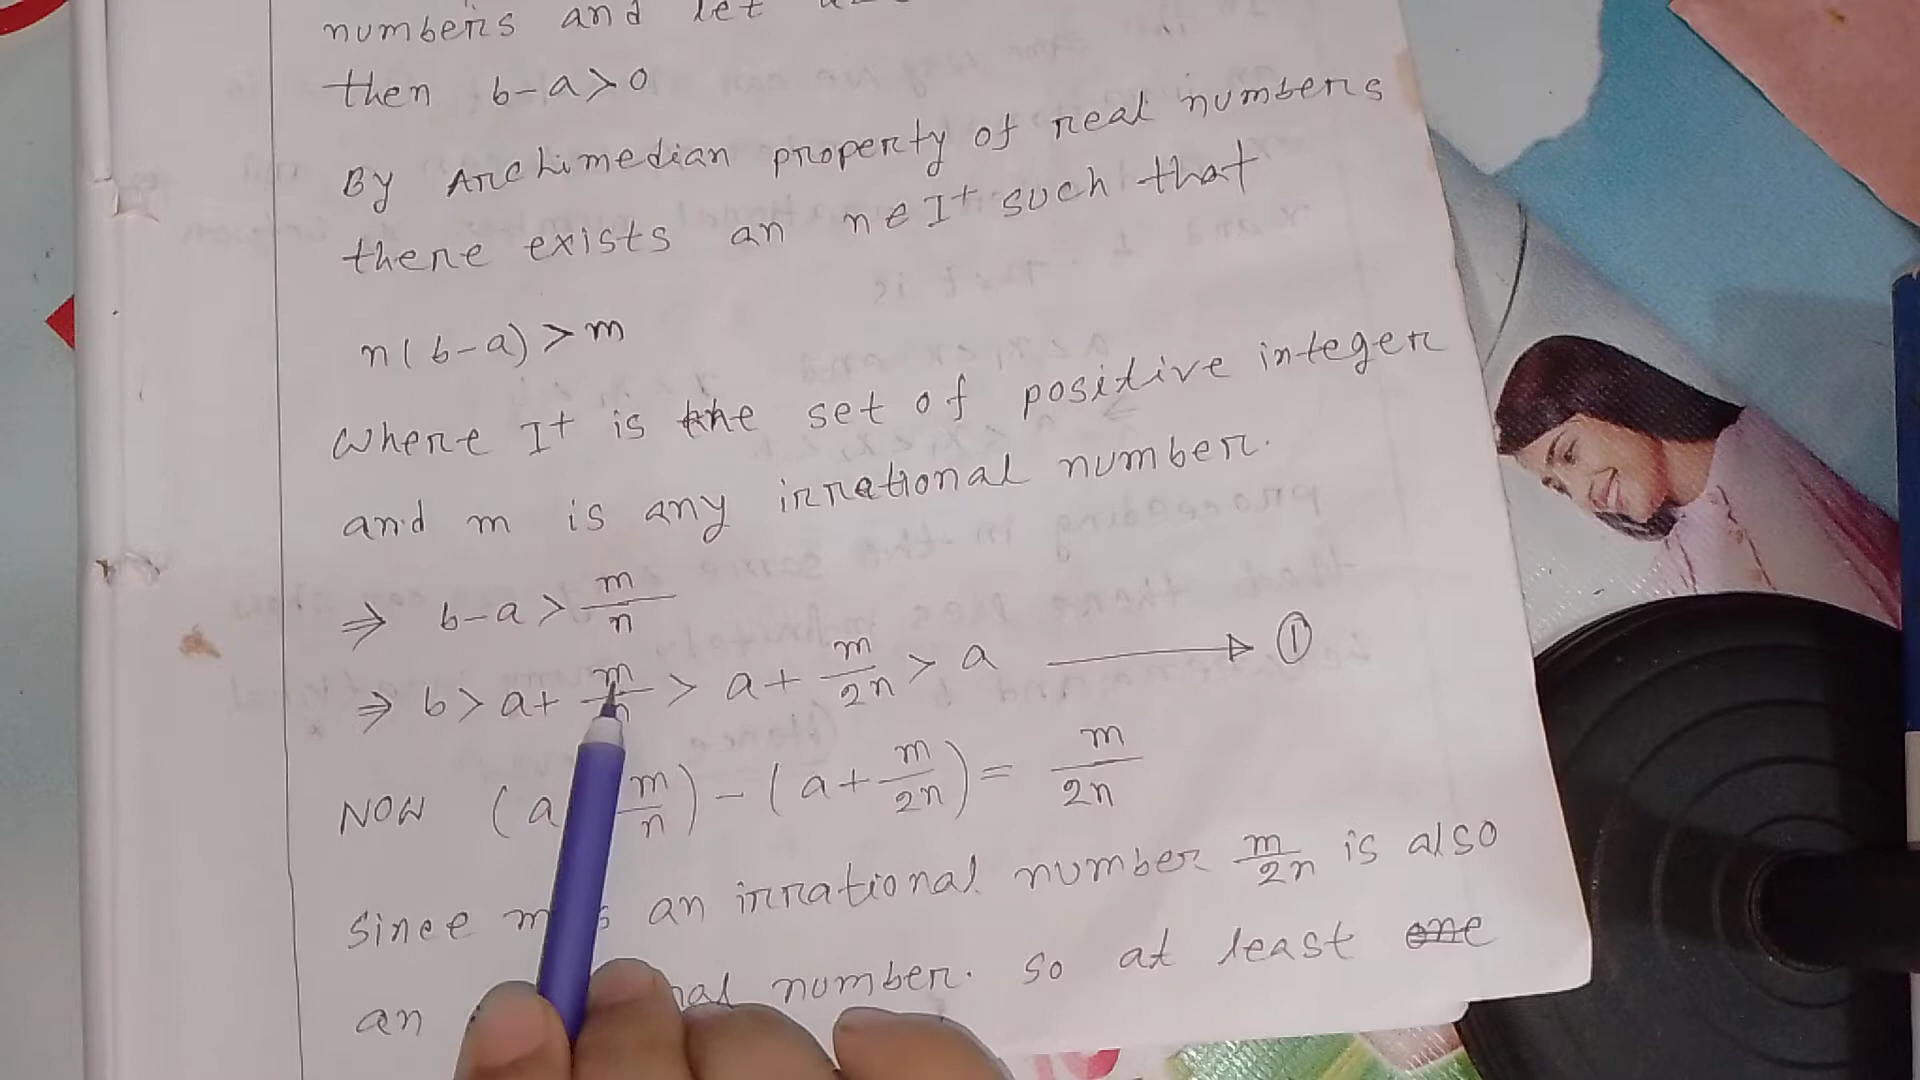 numbers and let
then b-a>0
By Archimedian property of real numbers
there exists an n∈I+ such that
n(b-a)>m
where I+ is the set of positive integer
and m is any irrational number.
⇒ b-a> m/n
⇒ b> a+ m/n > a+ m/2n > a ① 
NOW (a m/n) - (a+ m/2n) = m/2n
since m an irrational number m/2n is also
an number. so at least one